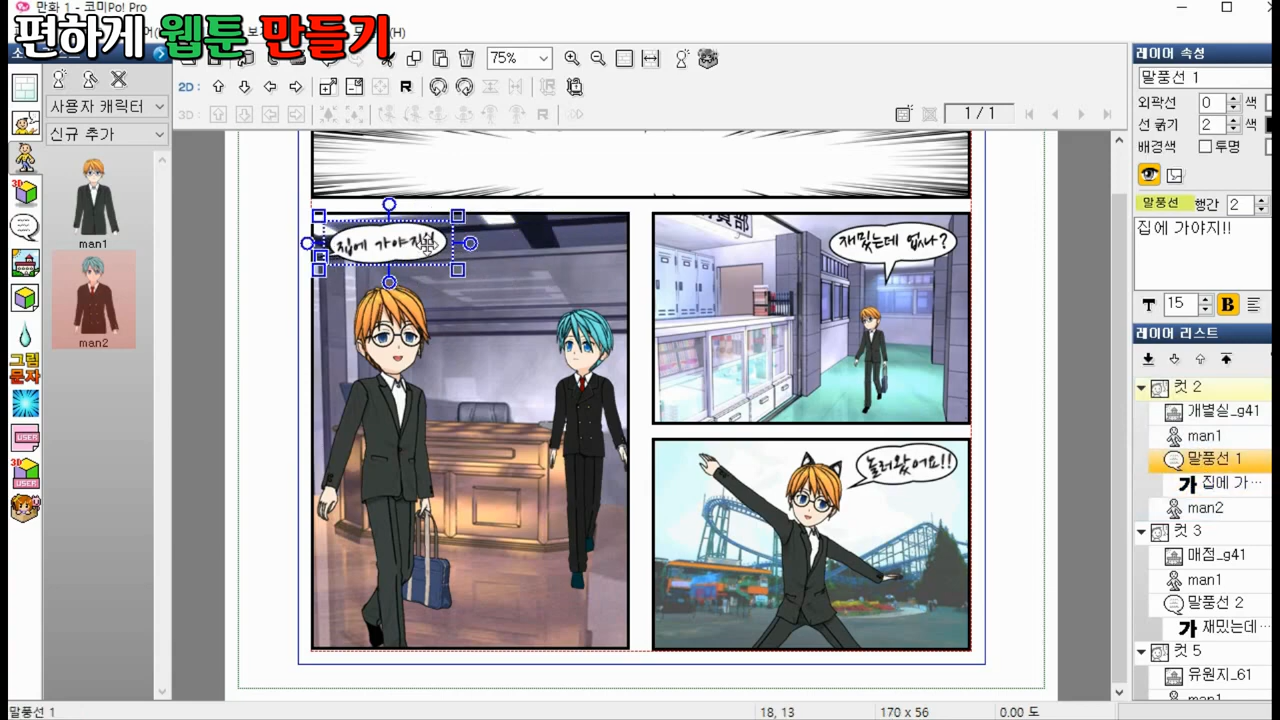 만화 1 - 코미Po! Pro
편하게 웹툰 만들기
(H)
75%
2D:
3D:
R
1 / 1
사용자 캐릭터
신규 추가
man1
man2
그림
문자
USER
3D
USER
집에 가야지!!
재밌는데 없나?
놀러왔어요!!
레이어 속성
말풍선 1
외곽선 0 색
선 굵기 2 색
배경색 투명
말풍선 행간 2
집에 가야지!!
T 15 B
레이어 리스트
컷 2
개별실_g41
man1
말풍선 1
가 집에 가…
man2
컷 3
매점_g41
man1
말풍선 2
가 재밌는데…
컷 5
유원지_61
man1
말풍선 1
18, 13
170 x 56
0.00 도